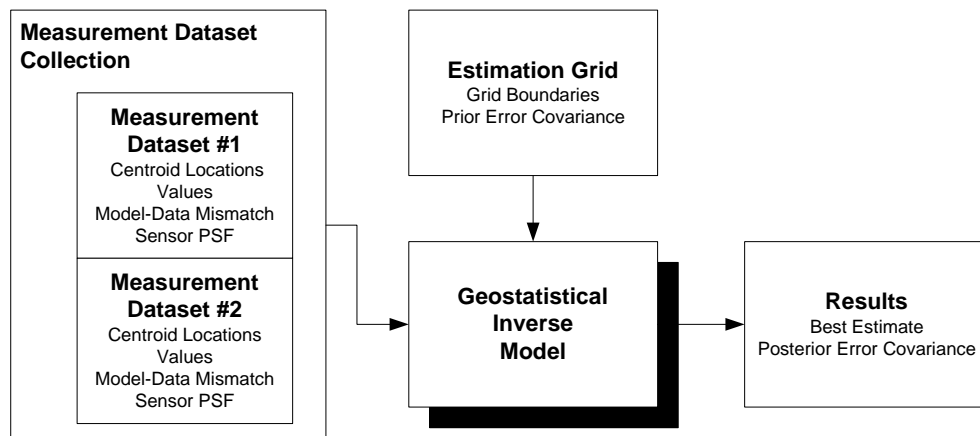 Measurement Dataset
Collection
Measurement
Dataset #1
Centroid Locations
Values
Model-Data Mismatch
Sensor PSF
Measurement
Dataset #2
Centroid Locations
Values
Model-Data Mismatch
Sensor PSF
Estimation Grid
Grid Boundaries
Prior Error Covariance
Geostatistical
Inverse
Model
Results
Best Estimate
Posterior Error Covariance